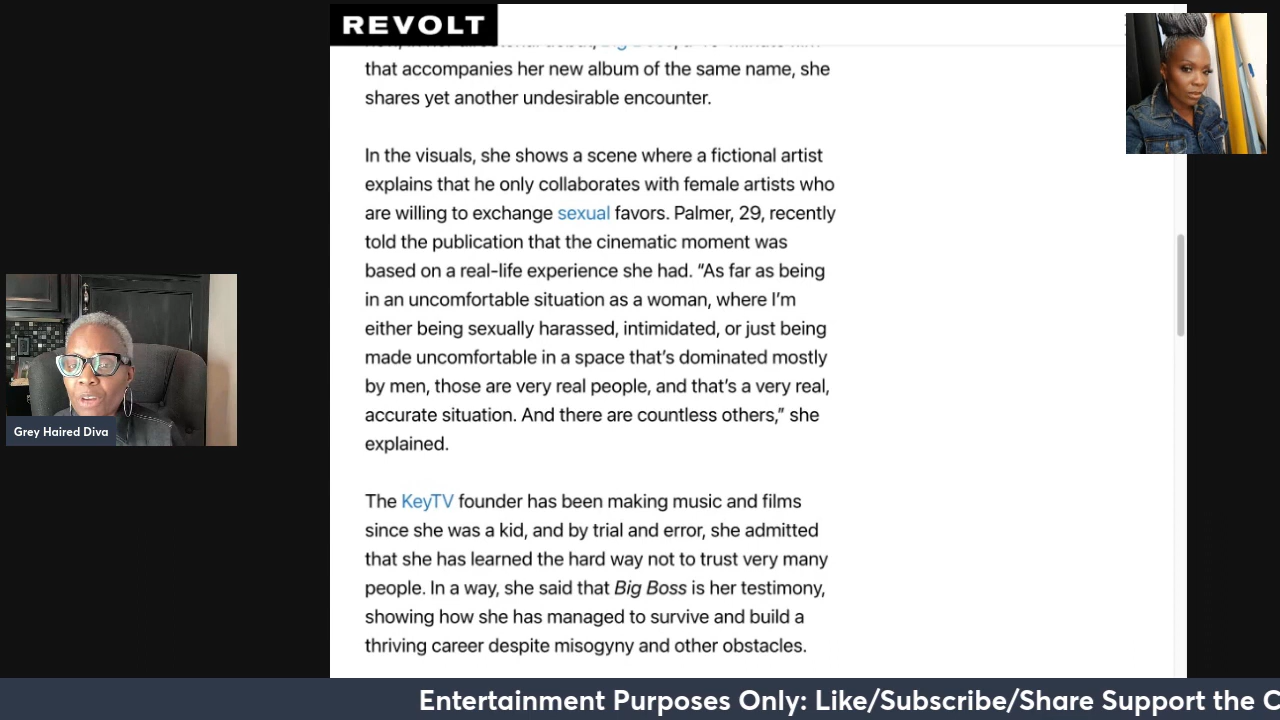 REVOLT
that accompanies her new album of the same name, she
shares yet another undesirable encounter.
In the visuals, she shows a scene where a fictional artist
explains that he only collaborates with female artists who
are willing to exchange sexual favors. Palmer, 29, recently
told the publication that the cinematic moment was
based on a real-life experience she had. “As far as being
in an uncomfortable situation as a woman, where I’m
either being sexually harassed, intimidated, or just being
made uncomfortable in a space that’s dominated mostly
by men, those are very real people, and that’s a very real,
accurate situation. And there are countless others,” she
explained.
The KeyTV founder has been making music and films
since she was a kid, and by trial and error, she admitted
that she has learned the hard way not to trust very many
people. In a way, she said that Big Boss is her testimony,
showing how she has managed to survive and build a
thriving career despite misogyny and other obstacles.
Grey Haired Diva
Entertainment Purposes Only: Like/Subscribe/Share Support the